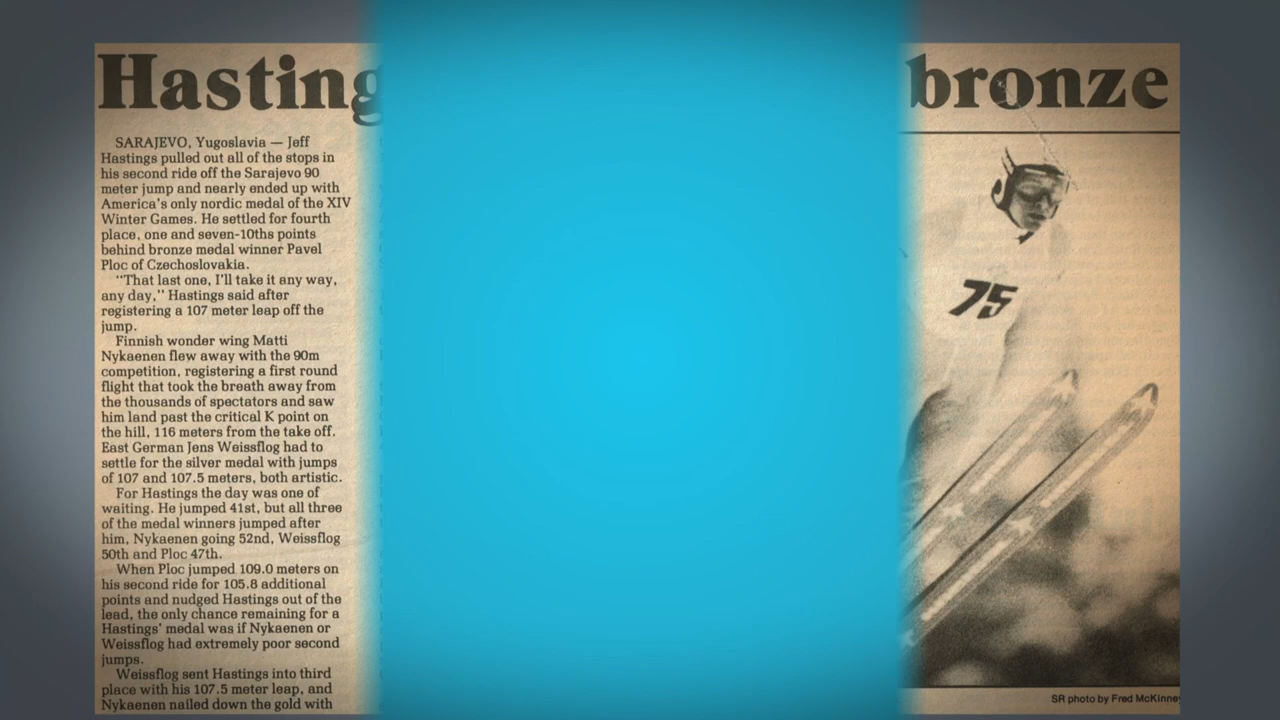 Hasting bronze
SARAJEVO, Yugoslavia — Jeff
Hastings pulled out all of the stops in
his second ride off the Sarajevo 90
meter jump and nearly ended up with
America's only nordic medal of the XIV
Winter Games. He settled for fourth
place, one and seven-10ths points
behind bronze medal winner Pavel
Ploc of Czechoslovakia.
"That last one, I'll take it any way,
any day," Hastings said after
registering a 107 meter leap off the
jump.
Finnish wonder wing Matti
Nykaenen flew away with the 90m
competition, registering a first round
flight that took the breath away from
the thousands of spectators and saw
him land past the critical K point on
the hill, 116 meters from the take off.
East German Jens Weissflog had to
settle for the silver medal with jumps
of 107 and 107.5 meters, both artistic.
For Hastings the day was one of
waiting. He jumped 41st, but all three
of the medal winners jumped after
him, Nykaenen going 52nd, Weissflog
50th and Ploc 47th.
When Ploc jumped 109.0 meters on
his second ride for 105.8 additional
points and nudged Hastings out of the
lead, the only chance remaining for a
Hastings' medal was if Nykaenen or
Weissflog had extremely poor second
jumps.
Weissflog sent Hastings into third
place with his 107.5 meter leap, and
Nykaenen nailed down the gold with
75
SR photo by Fred McKinney